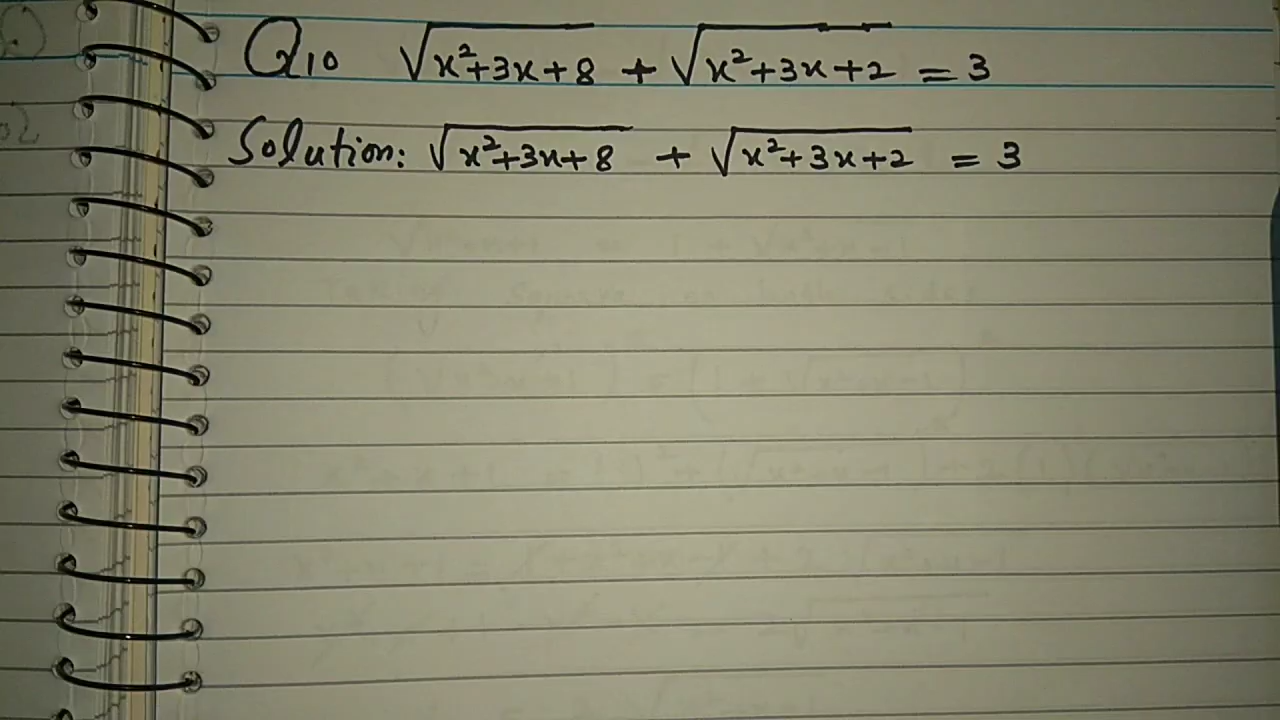 Q10 √x²+3x+8 + √x²+3x+2 = 3
Solution: √x²+3x+8 + √x²+3x+2 = 3